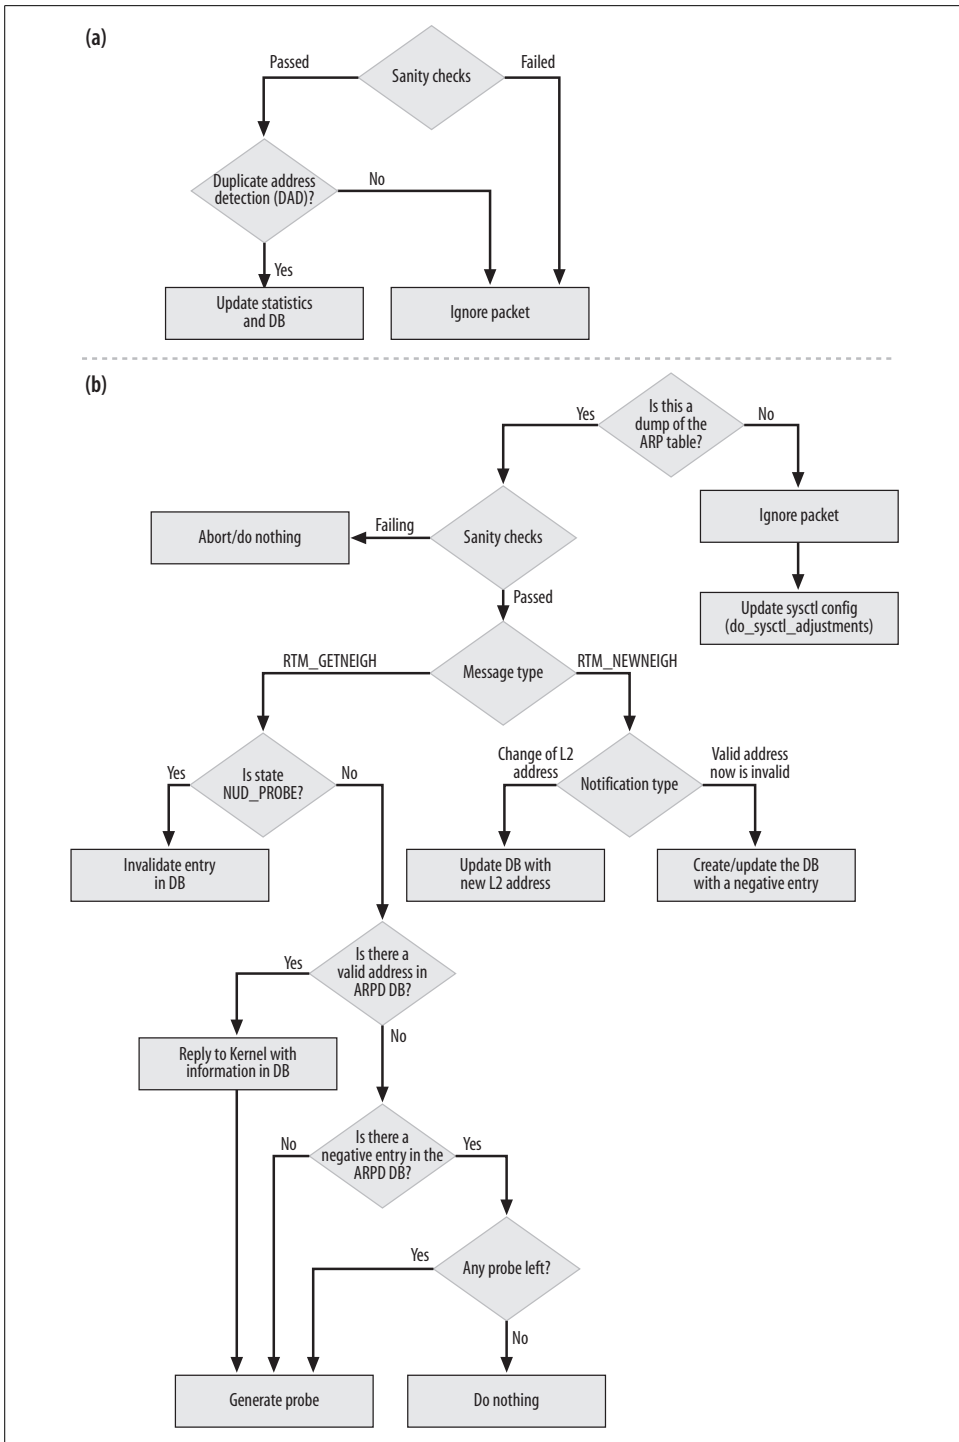 (a)
Passed
Sanity checks
Failed
Duplicate address
detection (DAD)?
No
Yes
Update statistics
and DB
Ignore packet
(b)
Yes
Is this a
dump of the
ARP table?
No
Abort/do nothing
Failing
Sanity checks
Ignore packet
Passed
Update sysctl config
(do_sysctl_adjustments)
RTM_GETNEIGH
Message type
RTM_NEWNEIGH
Yes
Is state
NUD_PROBE?
No
Change of L2
address
Notification type
Valid address
now is invalid
Invalidate entry
in DB
Update DB with
new L2 address
Create/update the DB
with a negative entry
Yes
Is there a
valid address in
ARPD DB?
No
Reply to Kernel with
information in DB
No
Is there a
negative entry in the
ARPD DB?
Yes
Yes
Any probe left?
No
Generate probe
Do nothing